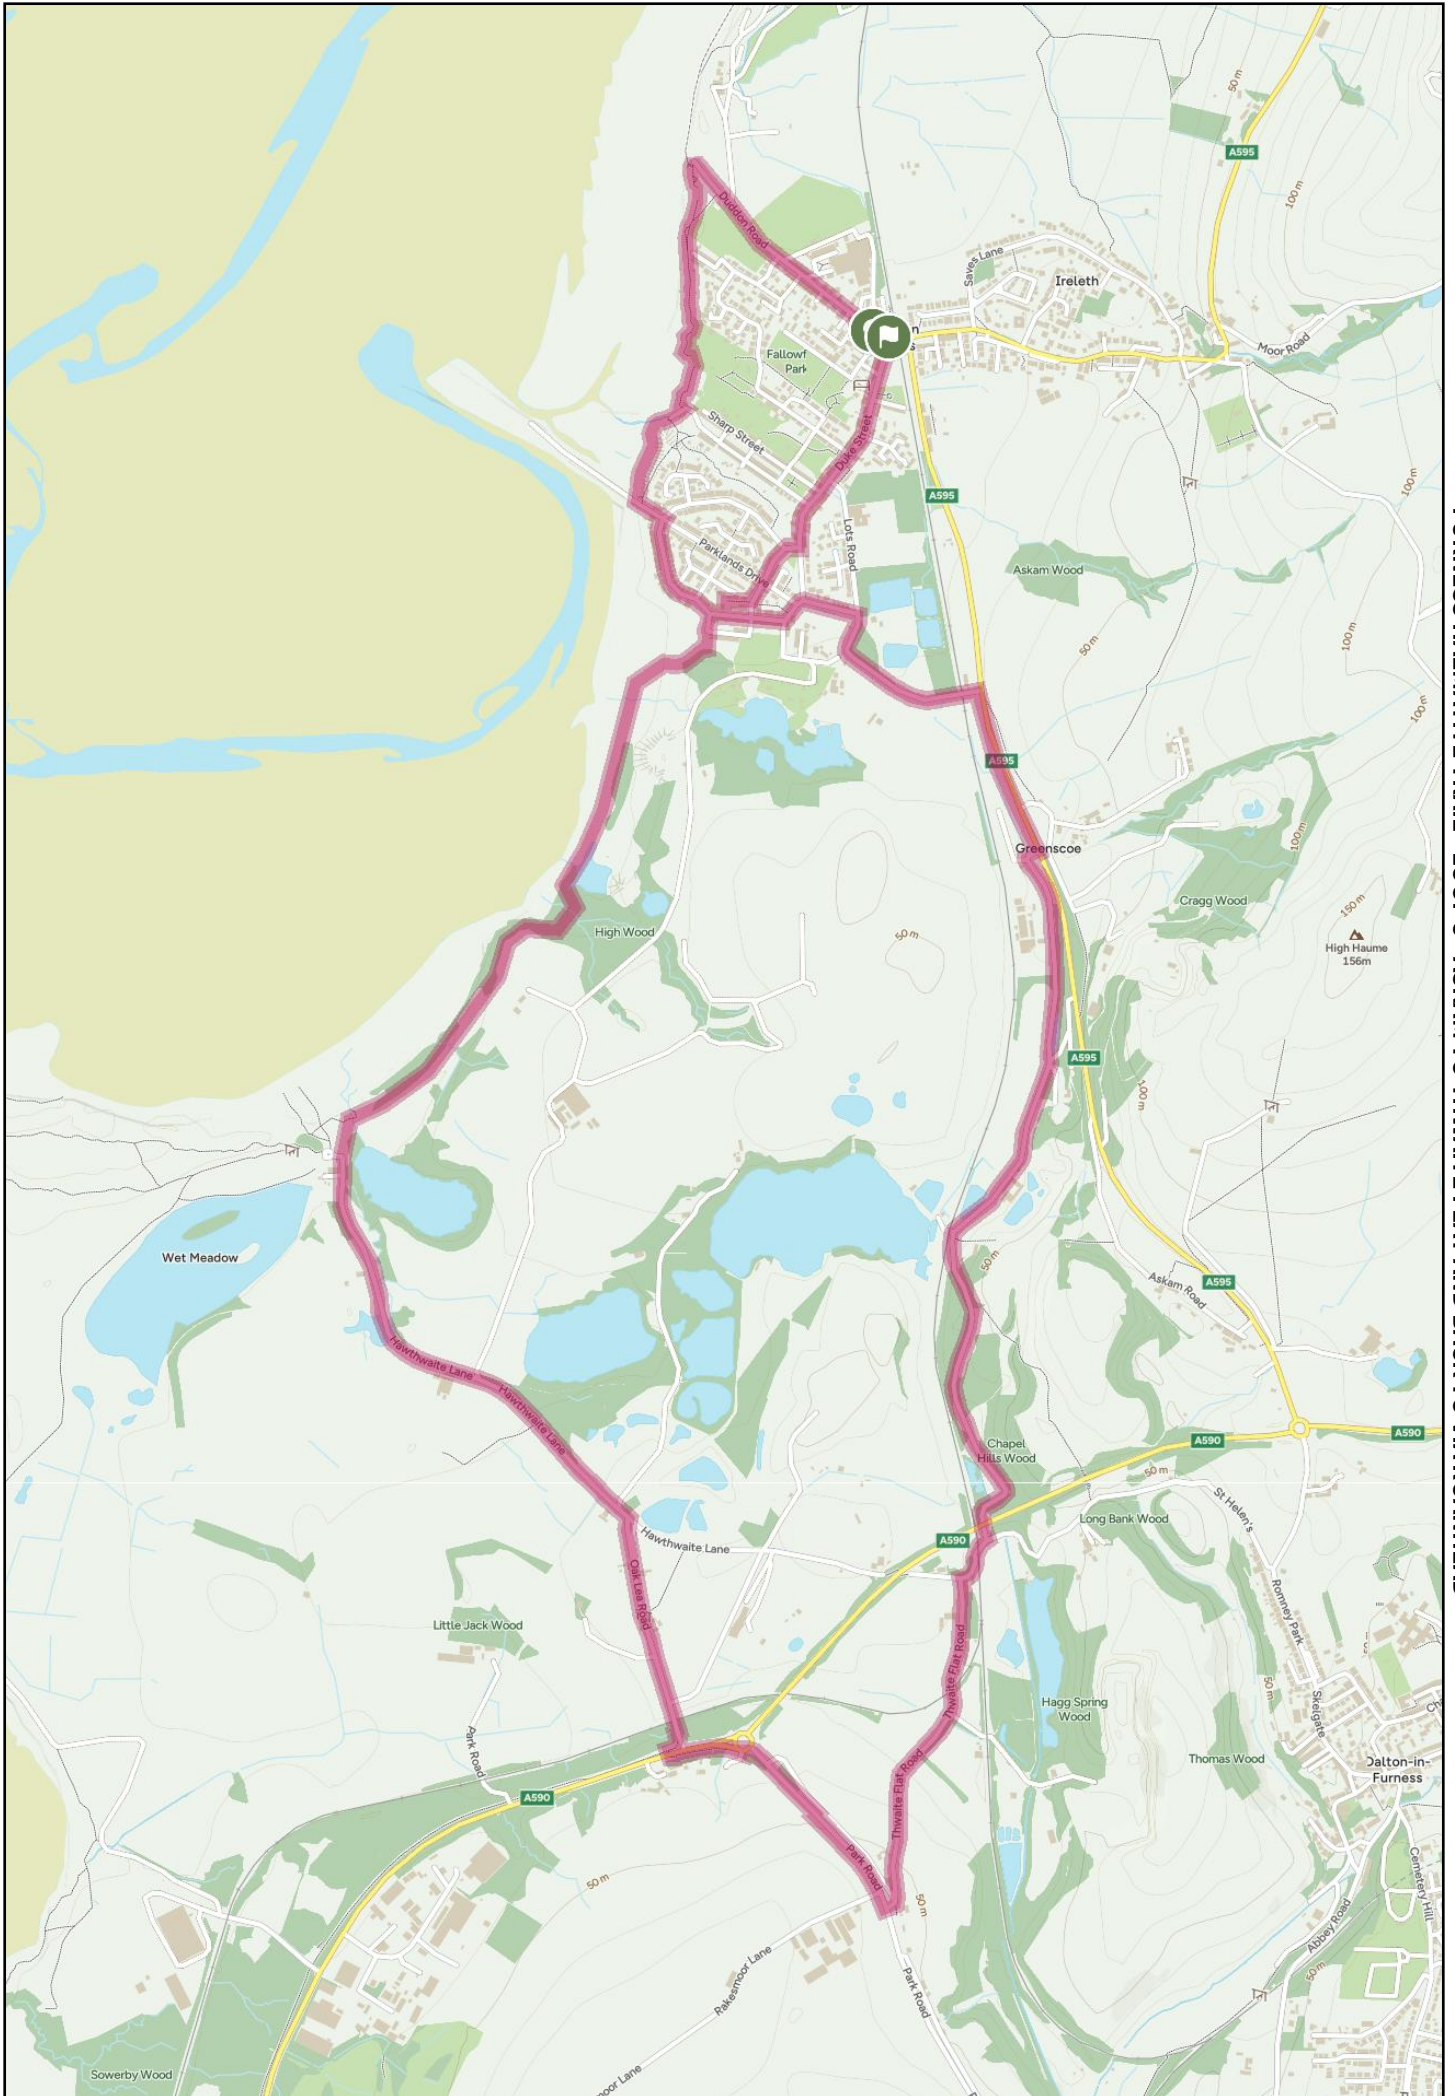 A595
50 m
100 m
Duddon Road
Saves Lane
Ireleth
Moor Road
Fallowf
Park
Sharp Street
Duke Street
A595
100 m
Lots Road
Parklands Drive
Askam Wood
50 m
100 m
100 m
A595
Greenscoe
100 m
Cragg Wood
150 m
High Wood
50 m
High Haume
156m
A595
100 m
Wet Meadow
50 m
Askam Road
A595
Hawthwaite Lane
Hawthwaite Lane
Chapel
Hills Wood
A590
A590
50 m
St Helen's
Long Bank Wood
A590
Hawthwaite Lane
Oak Lea Road
Romney Park
Little Jack Wood
Thwaite Flat Road
Hagg Spring
Wood
50 m
Skelgate
Park Road
Thomas Wood
Dalton-in-
Furness
A590
Thwaite Flat Road
Park Road
50 m
50 m
Cemetery Hill
Abbey Road
50 m
Rakesmoor Lane
Park Road
Sowerby Wood
moor Lane